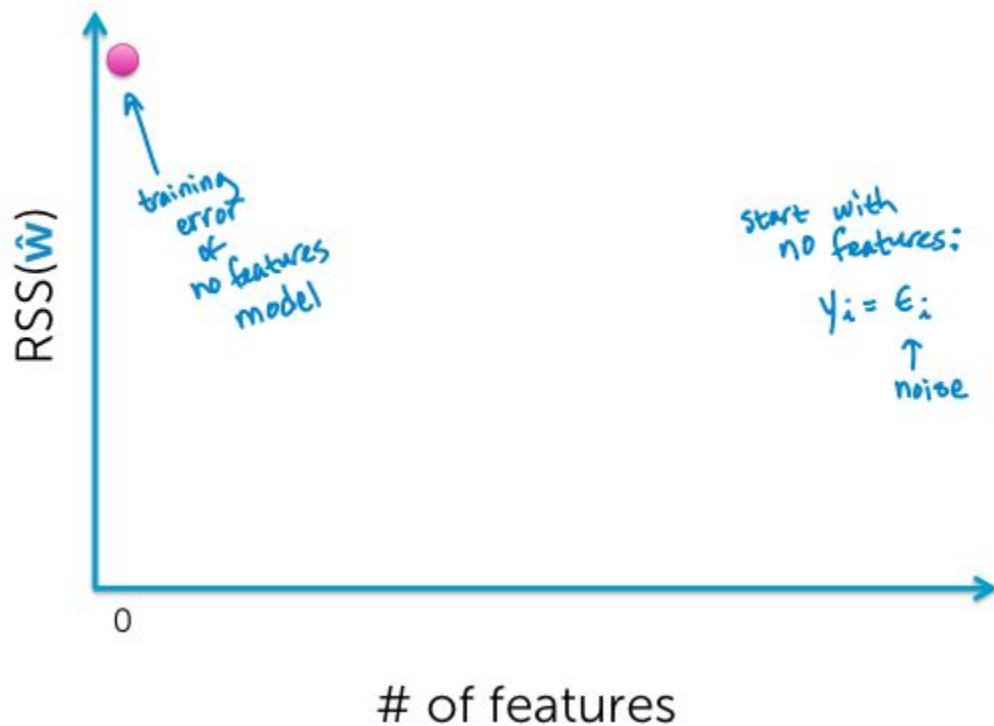 RSS(ŵ)
training
error
of
no features
model
start with
no features:
yᵢ = εᵢ
noise
0
# of features